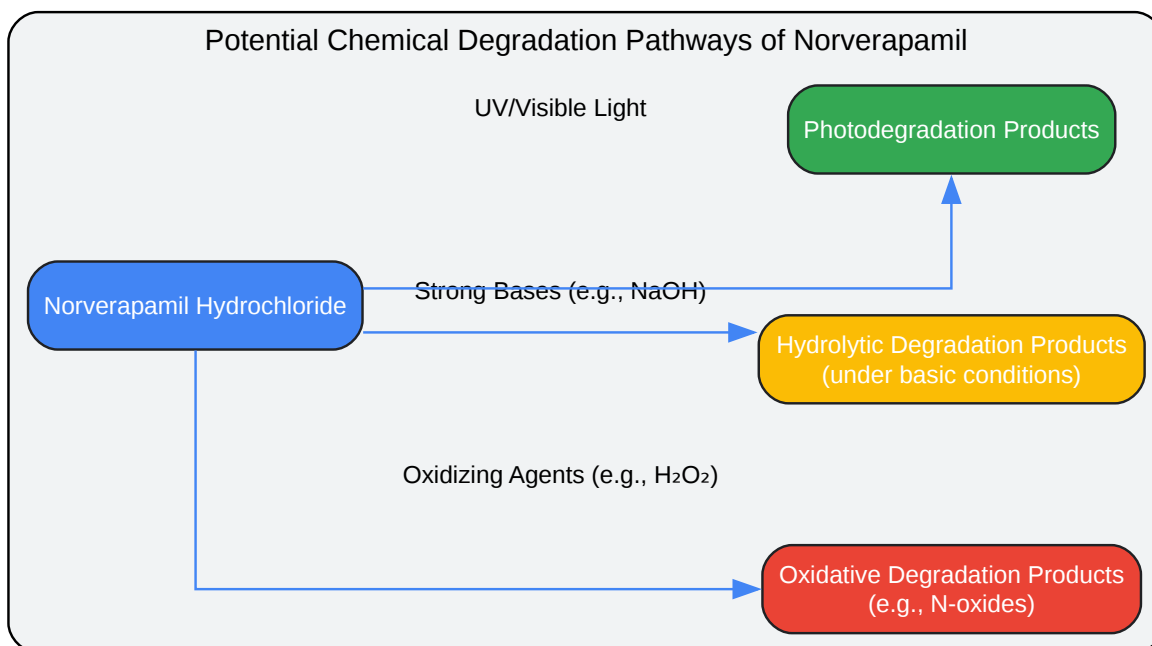 Potential Chemical Degradation Pathways of Norverapamil
UV/Visible Light
Photodegradation Products
Norverapamil Hydrochloride
Strong Bases (e.g., NaOH)
Hydrolytic Degradation Products
(under basic conditions)
Oxidizing Agents (e.g., H₂O₂)
Oxidative Degradation Products
(e.g., N-oxides)